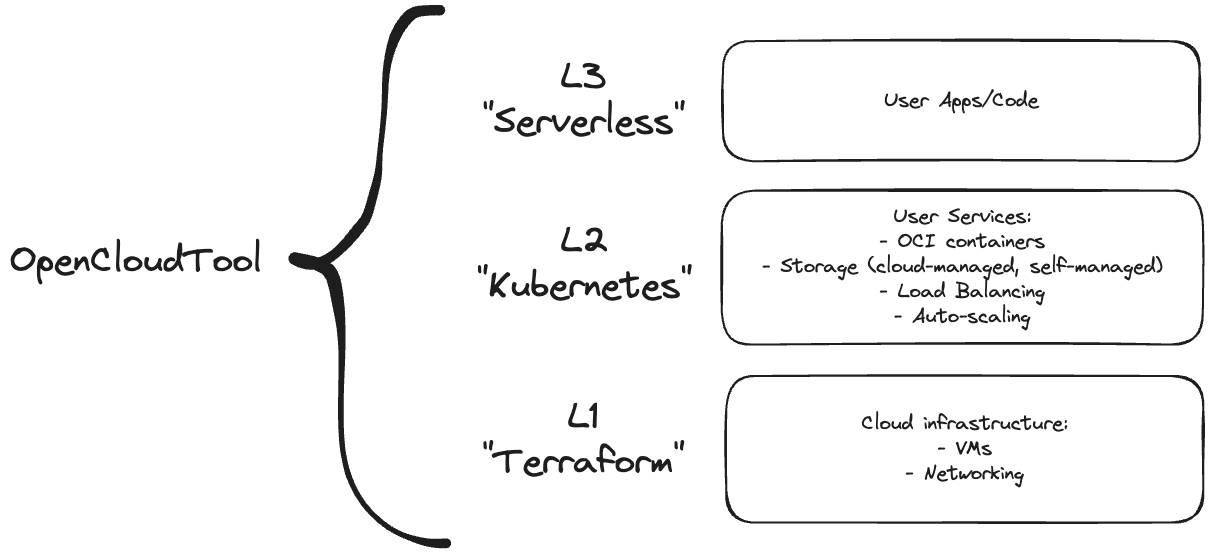 OpenCloudTool
L3
"Serverless"
User Apps/Code
L2
"Kubernetes"
User Services:
- OCI containers
- Storage (cloud-managed, self-managed)
- Load Balancing
- Auto-scaling
L1
"Terraform"
Cloud infrastructure:
- VMs
- Networking